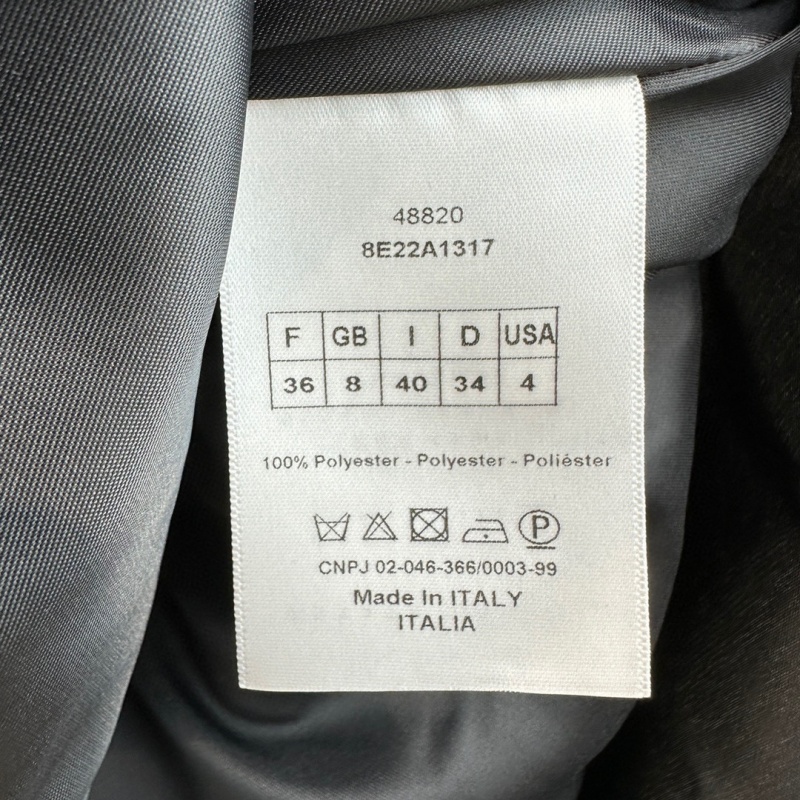 48820
8E22A1317
F GB I D USA
36 8 40 34 4
100% Polyester - Polyester - Poliéster
P
CNPJ 02-046-366/0003-99
Made In ITALY
ITALIA